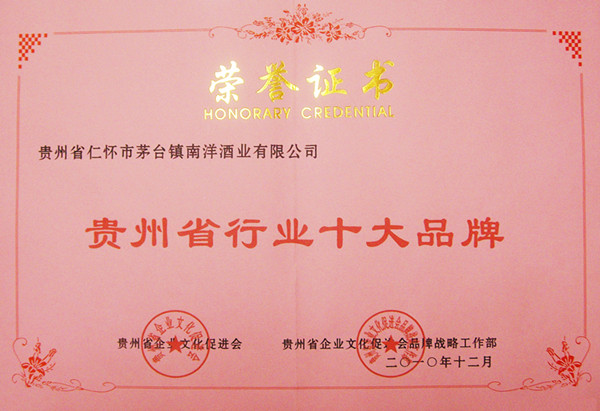 荣誉证书
HONORARY CREDENTIAL
贵州省仁怀市茅台镇南洋酒业有限公司
贵州省行业十大品牌
贵州省企业文化促进会
贵州省企业文化促进会品牌战略工作部
二〇一〇年十二月